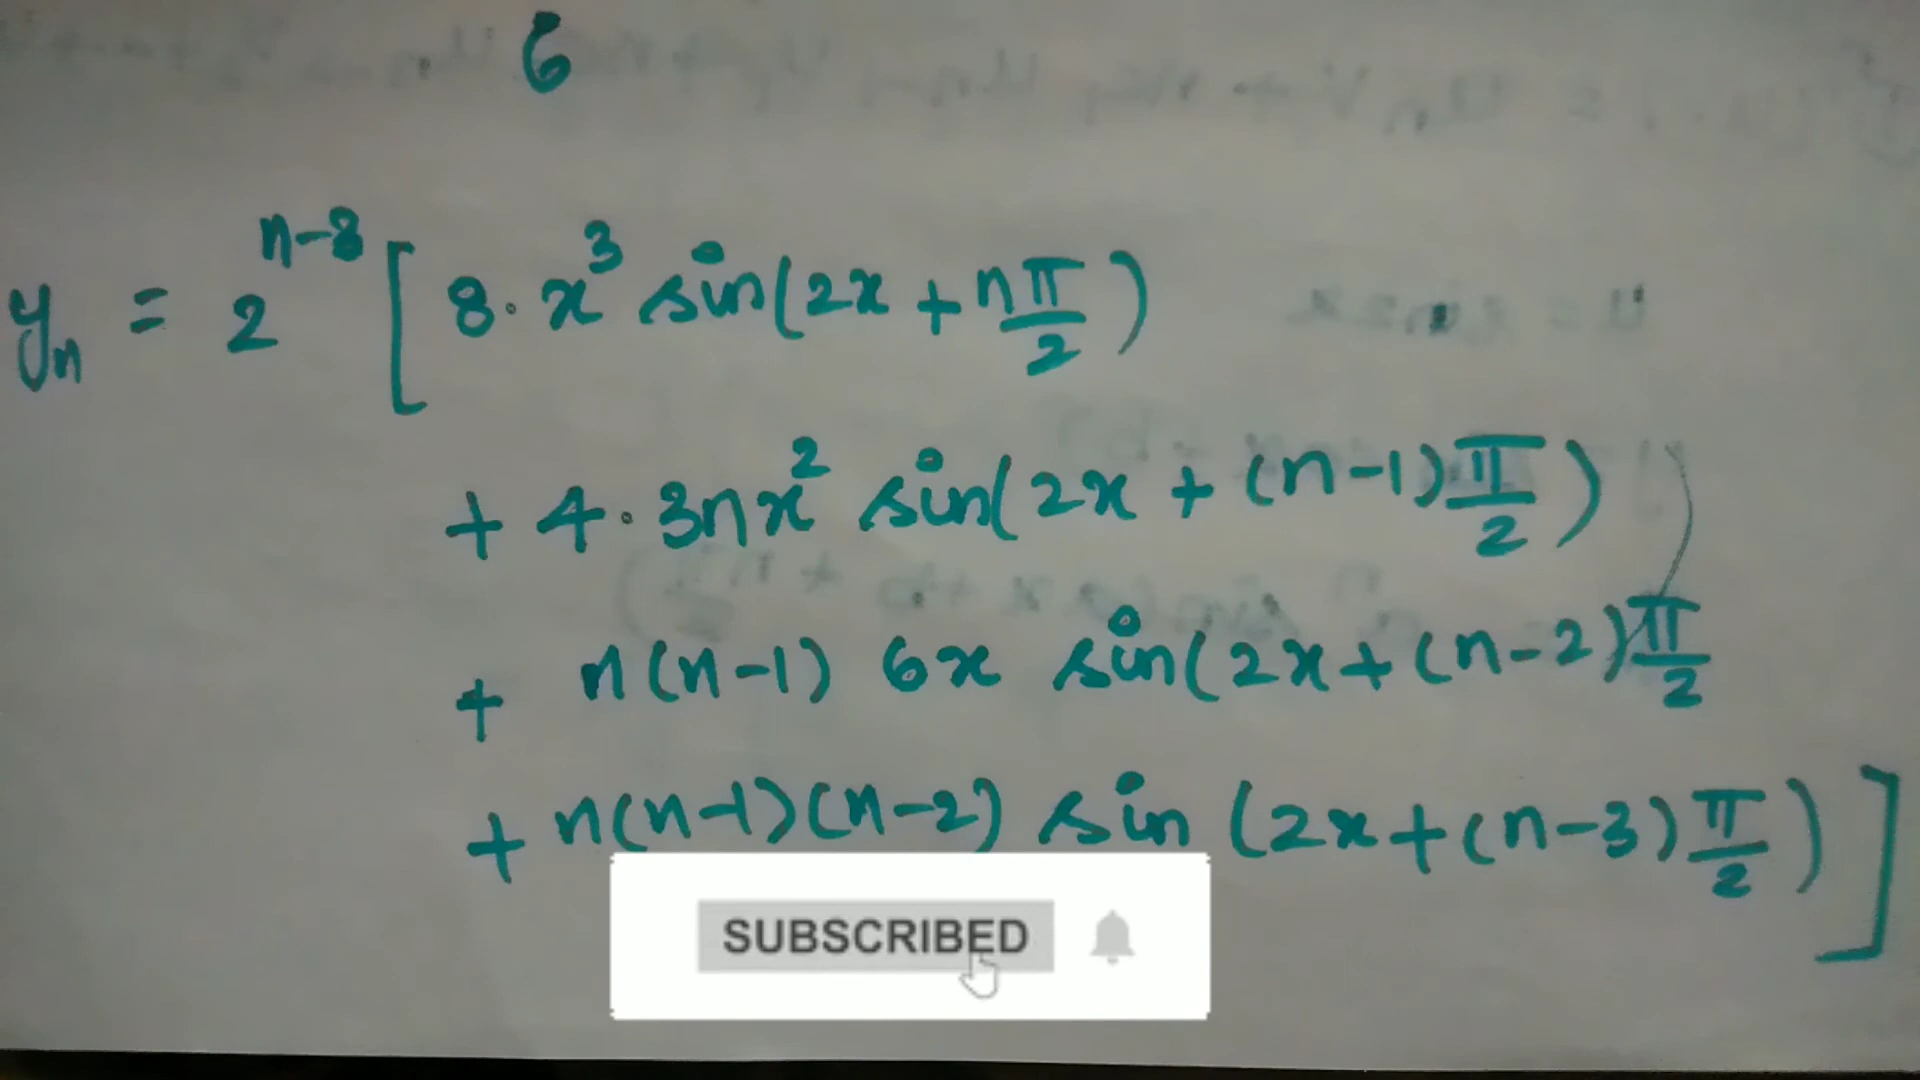 6
yₙ = 2ⁿ⁻³ [ 8·x³ sin(2x + nπ/2)
+ 4·3nx² sin(2x + (n-1)π/2)
+ n(n-1) 6x sin(2x + (n-2)π/2
+ n(n-1)(n-2) sin (2x + (n-3)π/2) ]
SUBSCRIBED